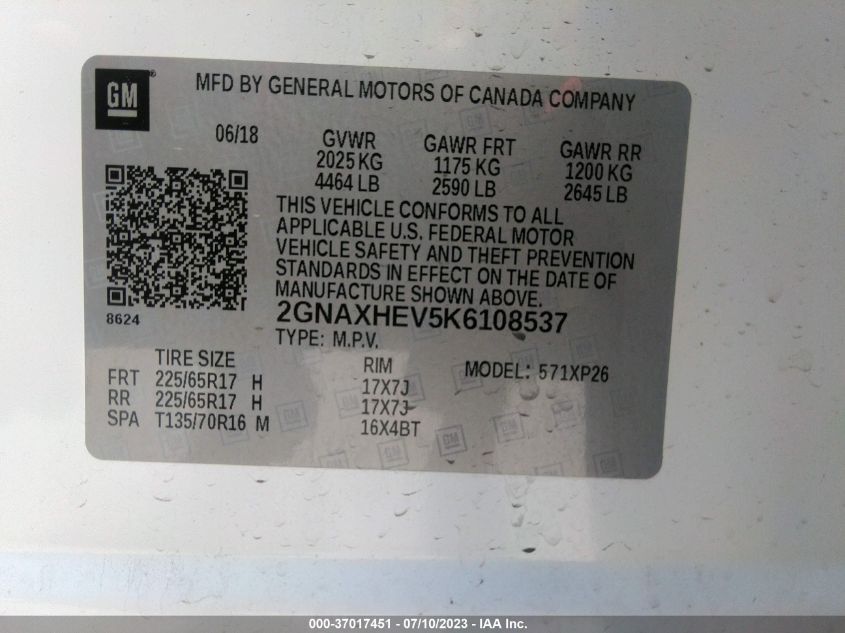 GM
MFD BY GENERAL MOTORS OF CANADA COMPANY
06/18
GVWR GAWR FRT GAWR RR
2025 KG 1175 KG 1200 KG
4464 LB 2590 LB 2645 LB
THIS VEHICLE CONFORMS TO ALL
APPLICABLE U.S. FEDERAL MOTOR
VEHICLE SAFETY AND THEFT PREVENTION
STANDARDS IN EFFECT ON THE DATE OF
MANUFACTURE SHOWN ABOVE.
8624
2GNAXHEV5K6108537
TYPE: M.P.V.
TIRE SIZE RIM MODEL: 571XP26
FRT 225/65R17 H 17X7J
RR 225/65R17 H 17X7J
SPA T135/70R16 M 16X4BT
000-37017451 - 07/10/2023 - IAA Inc.